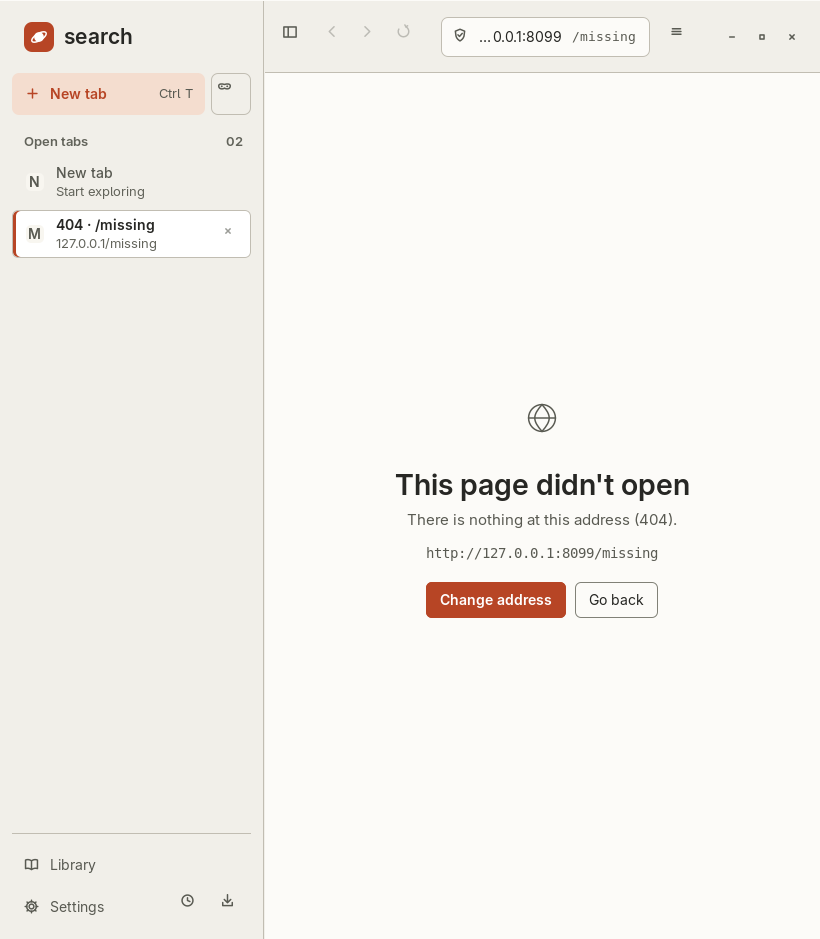 search
New tab Ctrl T
Open tabs 02
N New tab
Start exploring
M 404 · /missing
127.0.0.1/missing
Library
Settings
...0.0.1:8099 /missing
This page didn't open
There is nothing at this address (404).
http://127.0.0.1:8099/missing
Change address Go back